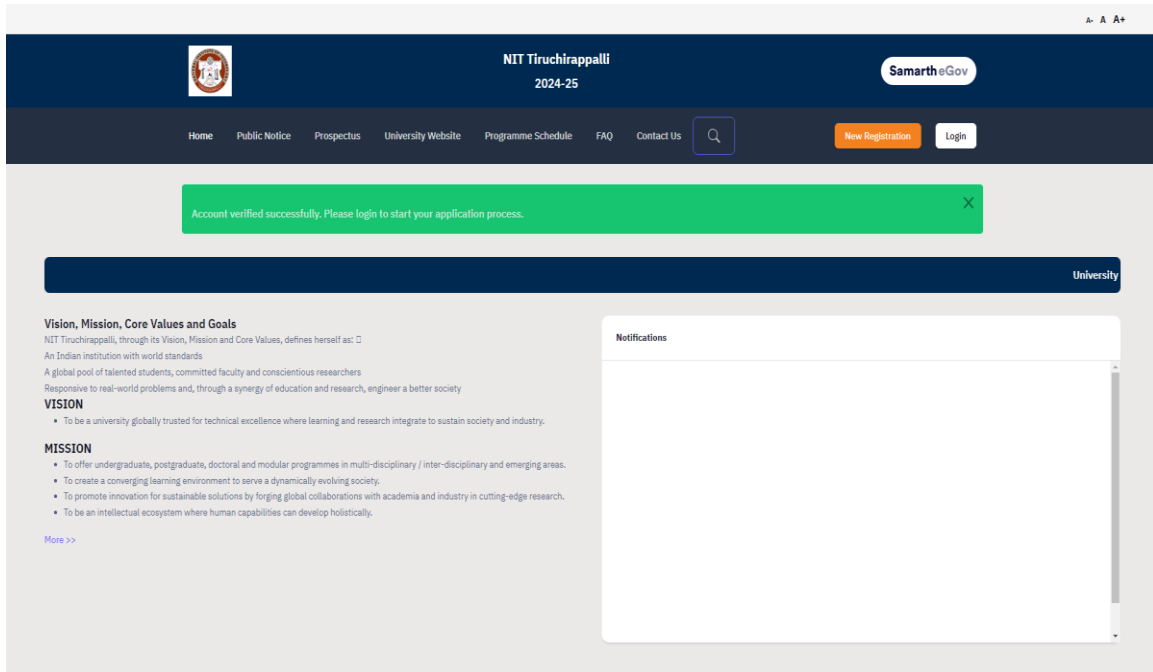 A- A A+
NIT Tiruchirappalli
2024-25
Samarth eGov
Home Public Notice Prospectus University Website Programme Schedule FAQ Contact Us New Registration Login
Account verified successfully. Please login to start your application process.
University
Vision, Mission, Core Values and Goals
NIT Tiruchirappalli, through its Vision, Mission and Core Values, defines herself as:
An Indian institution with world standards
A global pool of talented students, committed faculty and conscientious researchers
Responsive to real-world problems and, through a synergy of education and research, engineer a better society
VISION
• To be a university globally trusted for technical excellence where learning and research integrate to sustain society and industry.
MISSION
• To offer undergraduate, postgraduate, doctoral and modular programmes in multi-disciplinary / inter-disciplinary and emerging areas.
• To create a converging learning environment to serve a dynamically evolving society.
• To promote innovation for sustainable solutions by forging global collaborations with academia and industry in cutting-edge research.
• To be an intellectual ecosystem where human capabilities can develop holistically.
More >>
Notifications